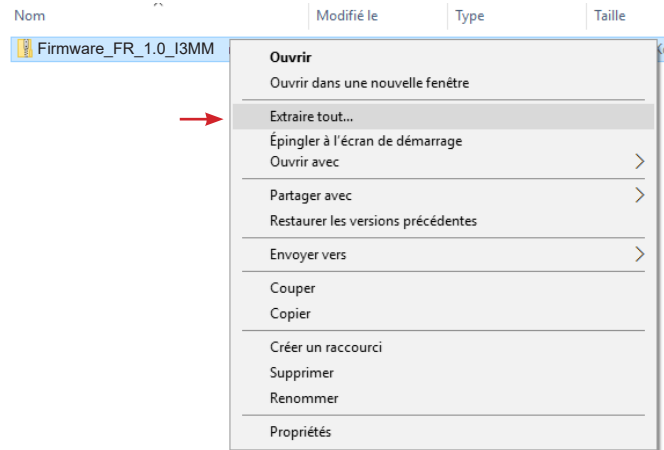 Nom Modifié le Type Taille
Firmware_FR_1.0_I3MM
Ouvrir
Ouvrir dans une nouvelle fenêtre
Extraire tout...
Épingler à l'écran de démarrage
Ouvrir avec
Partager avec
Restaurer les versions précédentes
Envoyer vers
Couper
Copier
Créer un raccourci
Supprimer
Renommer
Propriétés